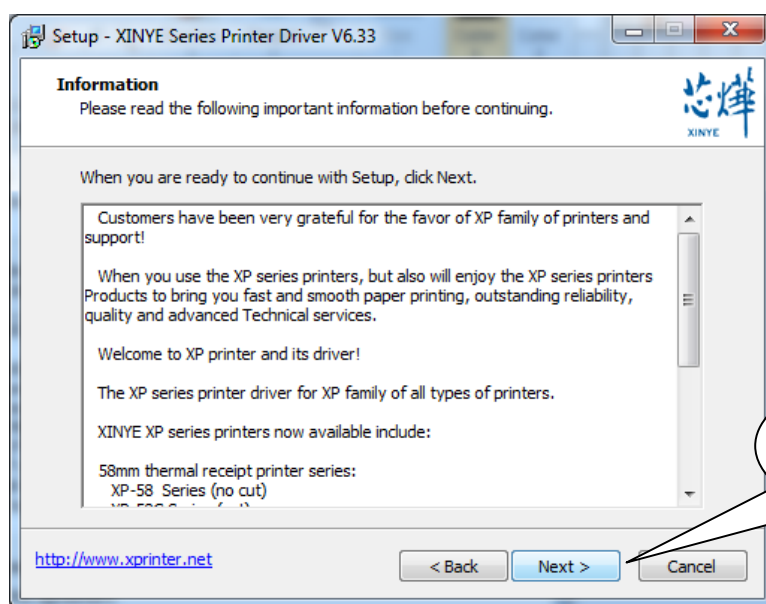 Setup - XINYE Series Printer Driver V6.33
Information
Please read the following important information before continuing.
芯烨
XINYE
When you are ready to continue with Setup, click Next.
Customers have been very grateful for the favor of XP family of printers and
support!
When you use the XP series printers, but also will enjoy the XP series printers
Products to bring you fast and smooth paper printing, outstanding reliability,
quality and advanced Technical services.
Welcome to XP printer and its driver!
The XP series printer driver for XP family of all types of printers.
XINYE XP series printers now available include:
58mm thermal receipt printer series:
XP-58 Series (no cut)
http://www.xprinter.net
< Back
Next >
Cancel